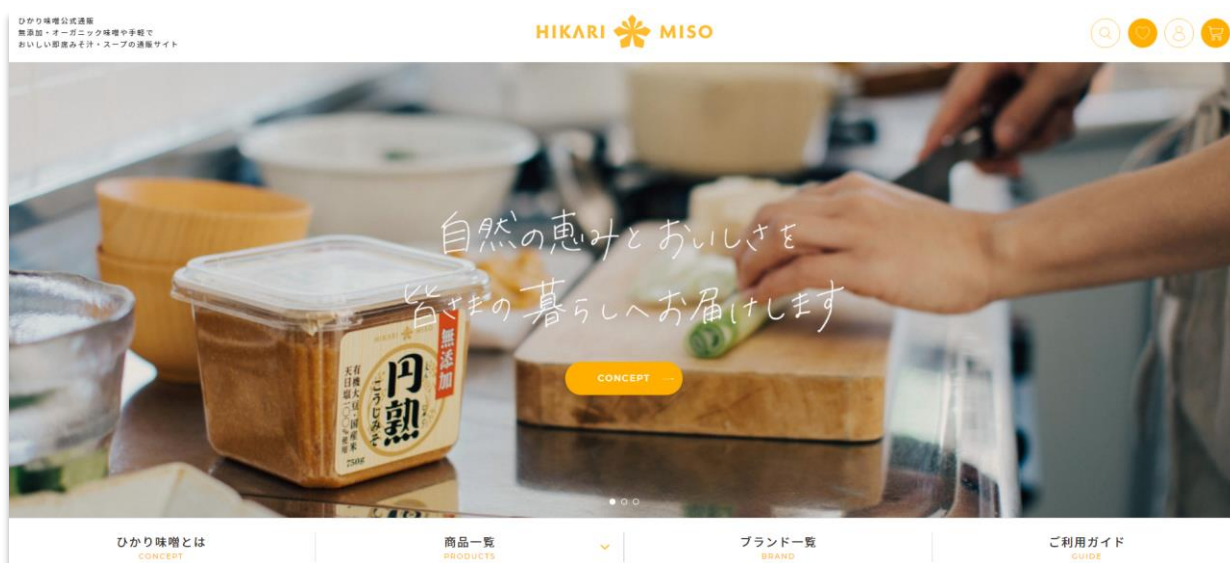 ひかり味噌公式通販
無添加・オーガニック味噌や手軽で
おいしい即席みそ汁・スープの通販サイト
HIKARI MISO
自然の恵みとおいしさを
皆さまの暮らしへお届けします
CONCEPT →
HIKARI MISO
無添加
円熟
こうじみそ
有機大豆・国産米
天日塩一〇〇%使用
750g
ひかり味噌とは
CONCEPT
商品一覧
PRODUCTS
ブランド一覧
BRAND
ご利用ガイド
GUIDE